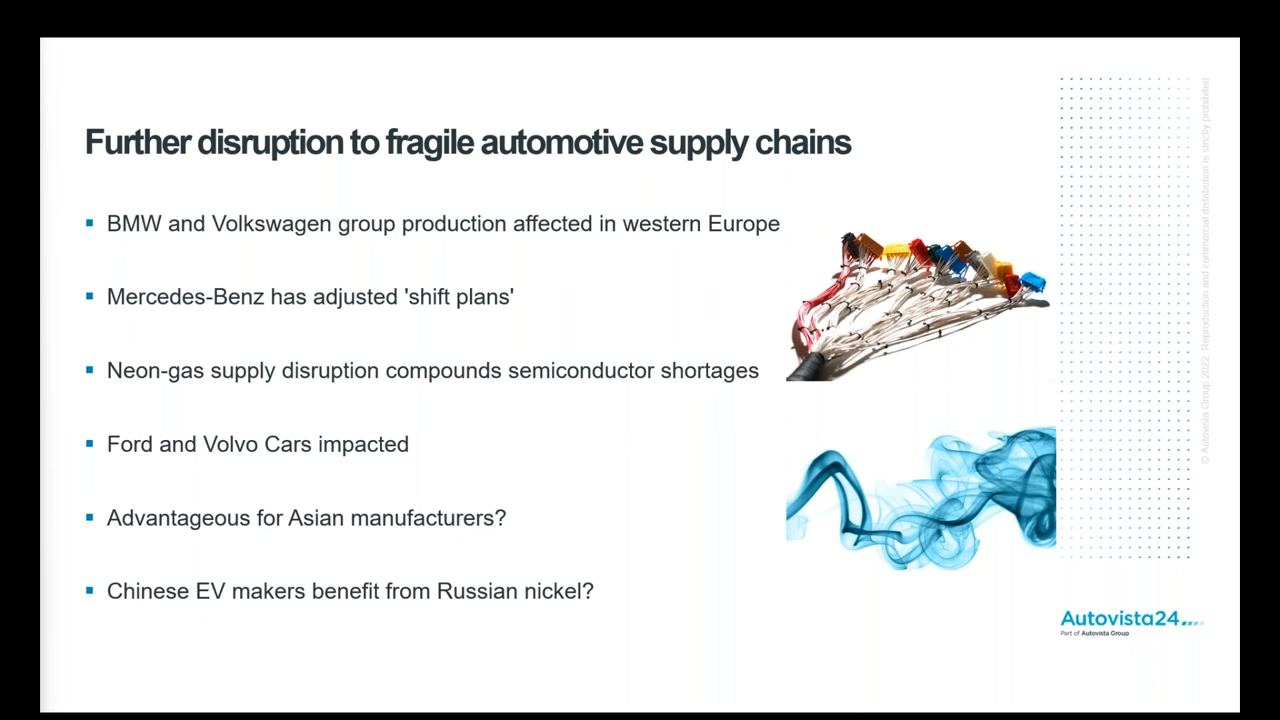 Further disruption to fragile automotive supply chains
BMW and Volkswagen group production affected in western Europe
Mercedes-Benz has adjusted 'shift plans'
Neon-gas supply disruption compounds semiconductor shortages
Ford and Volvo Cars impacted
Advantageous for Asian manufacturers?
Chinese EV makers benefit from Russian nickel?
© Autovista Group 2022. Reproduction and commercial distribution is strictly prohibited
Autovista24
Part of Autovista Group